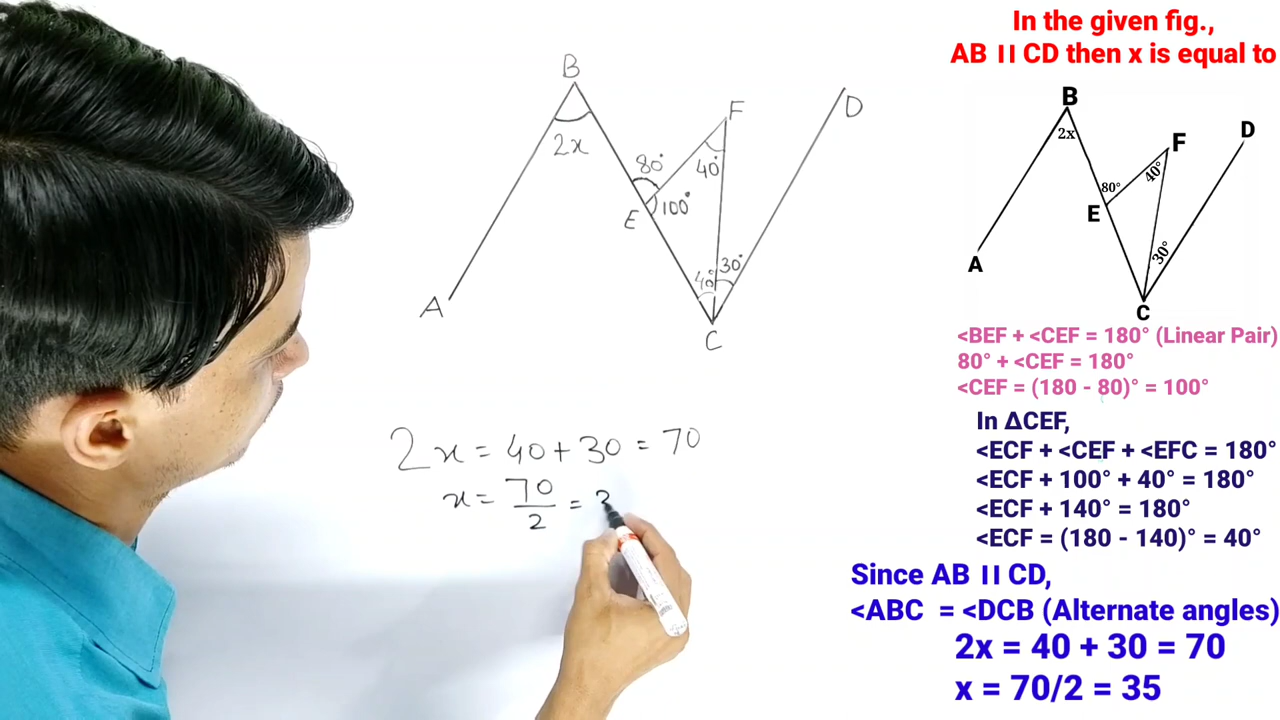 In the given fig.,
AB II CD then x is equal to
B
2x
80°
F
40°
D
E
100°
40°
30°
A
C
2x = 40 + 30 = 70
x = 70/2 = 3
B
2x
F
D
80°
40°
E
30°
A
C
<BEF + <CEF = 180° (Linear Pair)
80° + <CEF = 180°
<CEF = (180 - 80)° = 100°
In ΔCEF,
<ECF + <CEF + <EFC = 180°
<ECF + 100° + 40° = 180°
<ECF + 140° = 180°
<ECF = (180 - 140)° = 40°
Since AB II CD,
<ABC = <DCB (Alternate angles)
2x = 40 + 30 = 70
x = 70/2 = 35